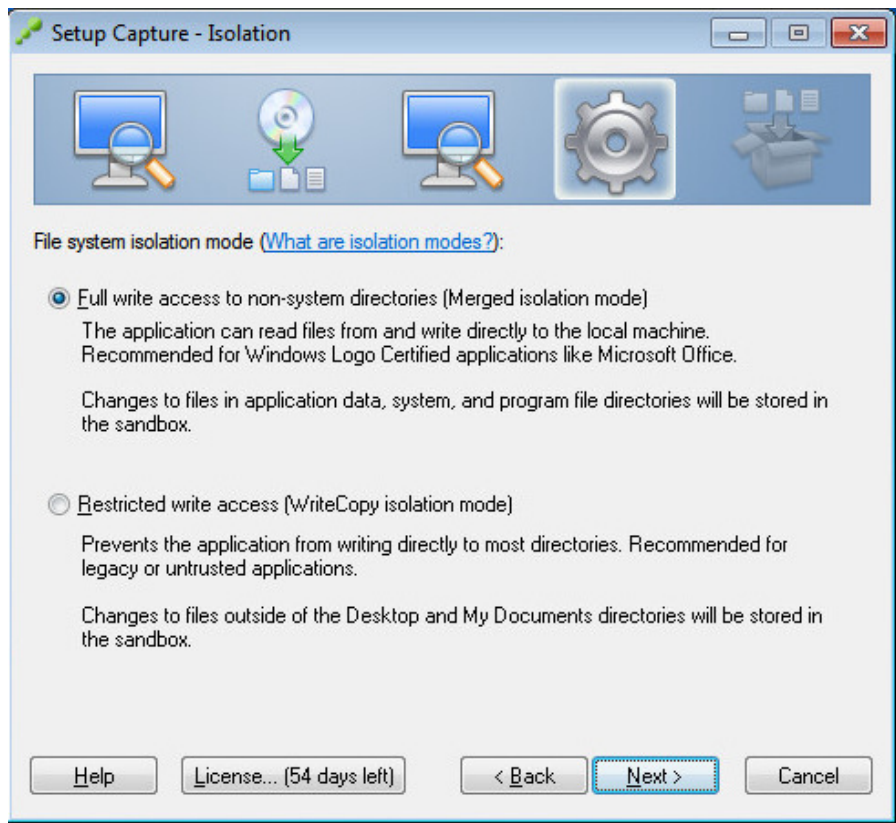 Setup Capture - Isolation
File system isolation mode (What are isolation modes?):
Full write access to non-system directories (Merged isolation mode)
The application can read files from and write directly to the local machine.
Recommended for Windows Logo Certified applications like Microsoft Office.
Changes to files in application data, system, and program file directories will be stored in
the sandbox.
Restricted write access (WriteCopy isolation mode)
Prevents the application from writing directly to most directories. Recommended for
legacy or untrusted applications.
Changes to files outside of the Desktop and My Documents directories will be stored in
the sandbox.
Help License... (54 days left) < Back Next > Cancel